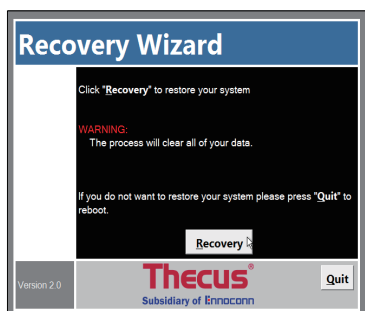 Recovery Wizard
Click "Recovery" to restore your system
WARNING:
The process will clear all of your data.
If you do not want to restore your system please press "Quit" to
reboot.
Recovery
Version 2.0
Thecus®
Subsidiary of Ennoconn
Quit